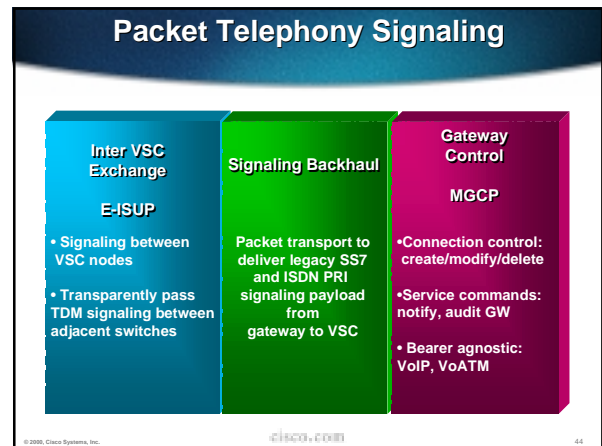 Packet Telephony Signaling
Inter VSC
Exchange
E-ISUP
• Signaling between
VSC nodes
• Transparently pass
TDM signaling between
adjacent switches
Signaling Backhaul
Packet transport to
deliver legacy SS7
and ISDN PRI
signaling payload
from
gateway to VSC
Gateway
Control
MGCP
•Connection control:
create/modify/delete
•Service commands:
notify, audit GW
• Bearer agnostic:
VoIP, VoATM
© 2000, Cisco Systems, Inc.
cisco.com
44